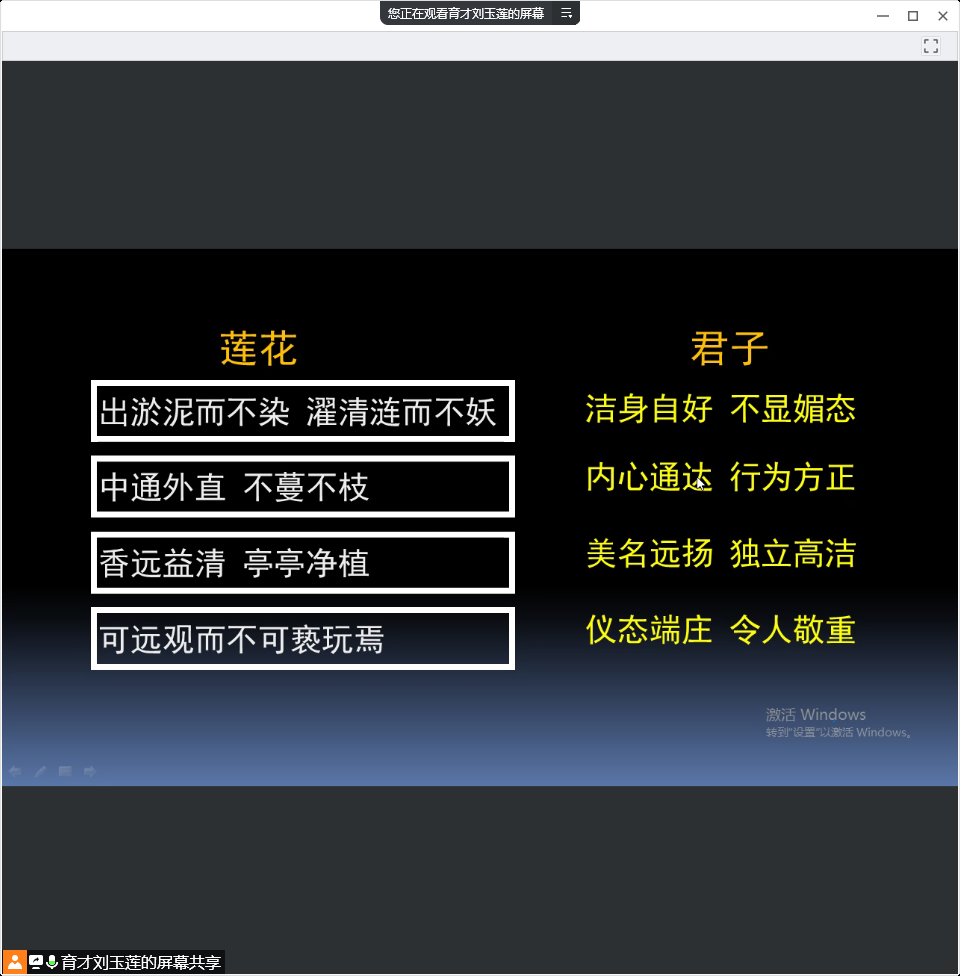 您正在观看育才刘玉莲的屏幕
莲花
君子
出淤泥而不染 濯清涟而不妖
洁身自好 不显媚态
中通外直 不蔓不枝
内心通达 行为方正
香远益清 亭亭净植
美名远扬 独立高洁
可远观而不可亵玩焉
仪态端庄 令人敬重
激活 Windows
转到"设置"以激活 Windows。
育才刘玉莲的屏幕共享